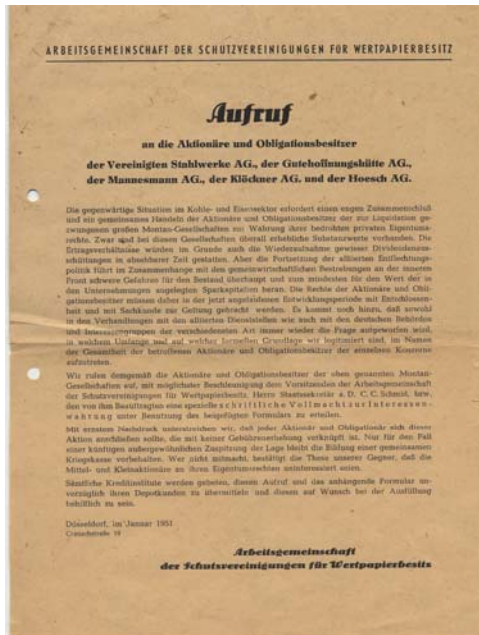 ARBEITSGEMEINSCHAFT DER SCHUTZVEREINIGUNGEN FÜR WERTPAPIERBESITZ
Aufruf
an die Aktionäre und Obligationsbesitzer
der Vereinigten Stahlwerke AG., der Gutehoffnungshütte AG.,
der Mannesmann AG., der Klöckner AG. und der Hoesch AG.
Die gegenwärtige Situation im Kohle- und Eisensektor erfordert einen engen Zusammenschluß
und ein gemeinsames Handeln der Aktionäre und Obligationsbesitzer der zur Liquidation ge-
zwungenen großen Montan-Gesellschaften zur Wahrung ihrer bedrohten privaten Eigentums-
rechte. Zwar sind bei diesen Gesellschaften überall erhebliche Substanzwerte vorhanden. Die
Ertragsverhältnisse würden im Grunde auch die Wiederaufnahme gewisser Dividendenaus-
schüttungen in absehbarer Zeit gestatten. Aber die Fortsetzung der alliierten Entflechtungs-
politik führt im Zusammenhange mit den gemeinwirtschaftlichen Bestrebungen an der inneren
Front schwere Gefahren für den Bestand überhaupt und zum mindesten für den Wert der in
den Unternehmungen angelegten Sparkapitalien heran. Die Rechte der Aktionäre und Obli-
gationsbesitzer müssen daher in der jetzt angelaufenen Entwicklungsperiode mit Entschlossen-
heit und mit Sachkunde zur Geltung gebracht werden. Es kommt noch hinzu, daß sowohl
in den Verhandlungen mit den alliierten Dienststellen wie auch mit den deutschen Behörden
und Interessengruppen der verschiedensten Art immer wieder die Frage aufgeworfen wird,
in welchem Umfange und auf welcher formellen Grundlage wir legitimiert sind, im Namen
der Gesamtheit der betroffenen Aktionäre und Obligationsbesitzer der einzelnen Konzerne
aufzutreten.
Wir rufen demgemäß die Aktionäre und Obligationsbesitzer der oben genannten Montan-
Gesellschaften auf, mit möglichster Beschleunigung dem Vorsitzenden der Arbeitsgemeinschaft
der Schutzvereinigungen für Wertpapierbesitz, Herrn Staatssekretär a. D. C. C. Schmid, bzw.
den von ihm Beauftragten eine spezielle schriftliche Vollmacht zur Interessen-
wahrung unter Benutzung des beigefügten Formulars zu erteilen.
Mit ernstem Nachdruck unterstreichen wir, daß jeder Aktionär und Obligationär sich dieser
Aktion anschließen sollte, die mit keiner Gebührenerhebung verknüpft ist. Nur für den Fall
einer künftigen außergewöhnlichen Zuspitzung der Lage bleibt die Bildung einer gemeinsamen
Kriegskasse vorbehalten. Wer nicht mitmacht, bestätigt die These unserer Gegner, daß die
Mittel- und Kleinaktionäre an ihren Eigentumsrechten uninteressiert seien.
Sämtliche Kreditinstitute werden gebeten, diesen Aufruf und das anhängende Formular un-
verzüglich ihren Depotkunden zu übermitteln und diesen auf Wunsch bei der Ausfüllung
behilflich zu sein.
Düsseldorf, im Januar 1951
Arbeitsgemeinschaft
der Schutzvereinigungen für Wertpapierbesitz